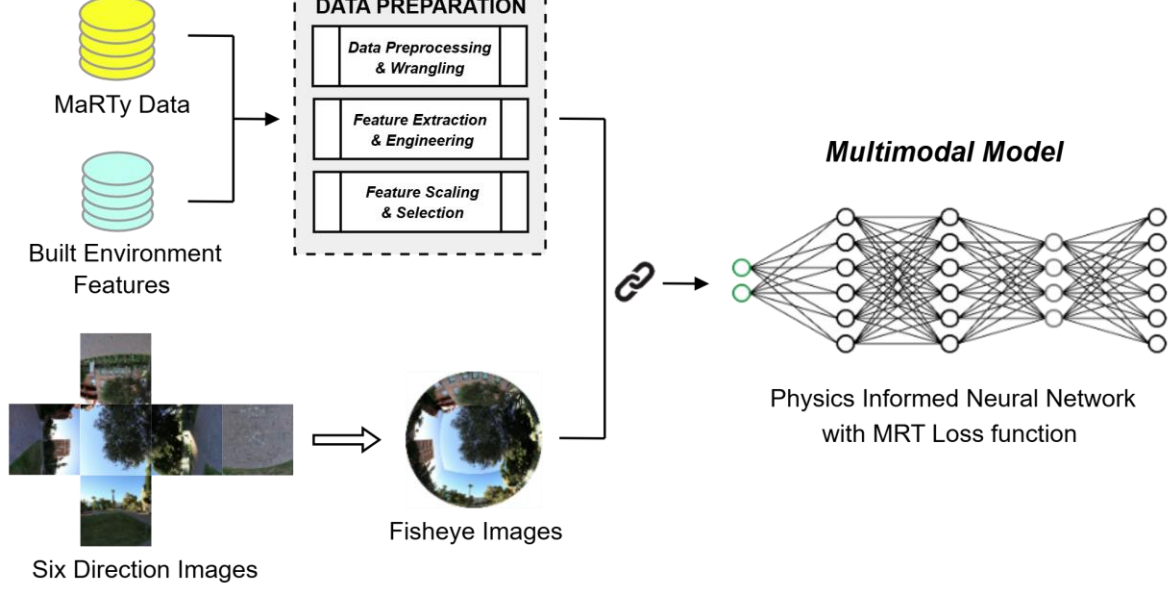 DATA PREPARATION
Data Preprocessing
& Wrangling
MaRTy Data
Feature Extraction
& Engineering
Feature Scaling
& Selection
Built Environment
Features
Multimodal Model
Physics Informed Neural Network
with MRT Loss function
Fisheye Images
Six Direction Images